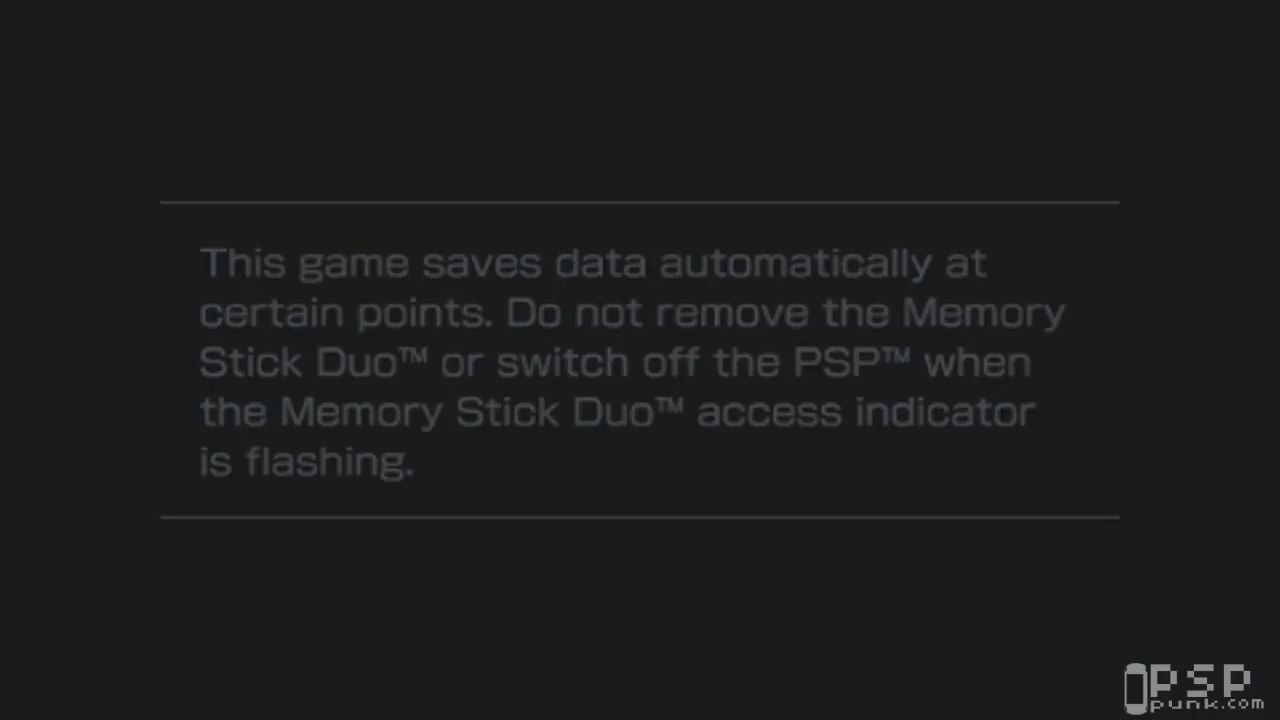 This game saves data automatically at
certain points. Do not remove the Memory
Stick Duo™ or switch off the PSP™ when
the Memory Stick Duo™ access indicator
is flashing.
PSP
punk.com